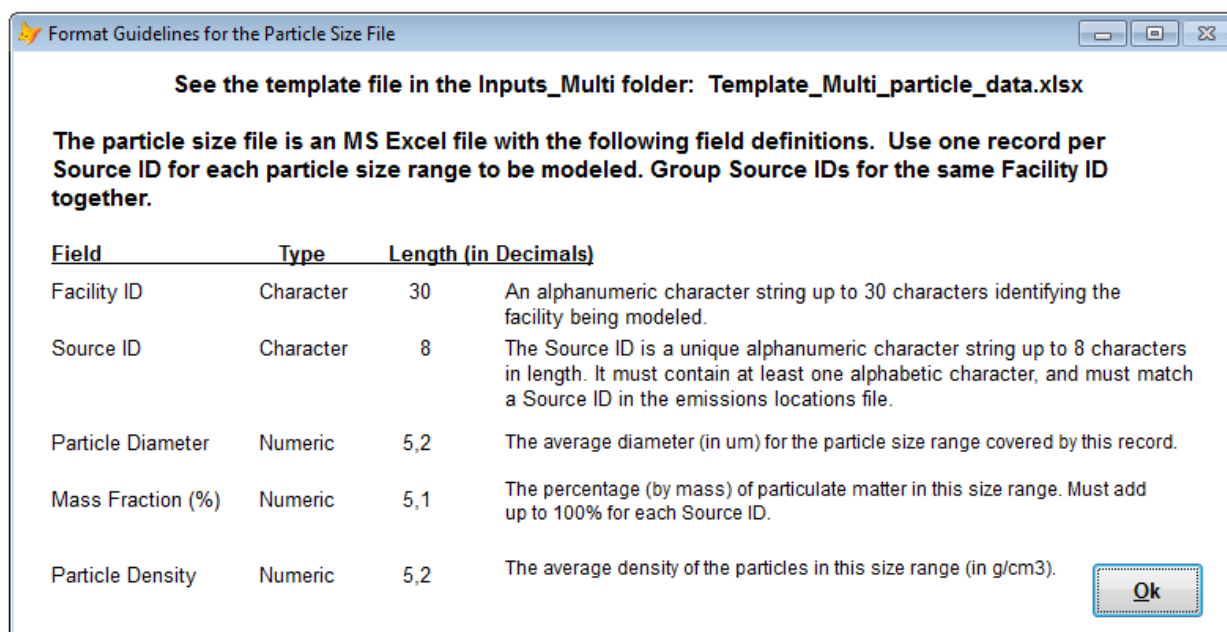 Format Guidelines for the Particle Size File
See the template file in the Inputs_Multi folder: Template_Multi_particle_data.xlsx
The particle size file is an MS Excel file with the following field definitions. Use one record per
Source ID for each particle size range to be modeled. Group Source IDs for the same Facility ID
together.
Field Type Length (in Decimals)
Facility ID Character 30 An alphanumeric character string up to 30 characters identifying the
facility being modeled.
Source ID Character 8 The Source ID is a unique alphanumeric character string up to 8 characters
in length. It must contain at least one alphabetic character, and must match
a Source ID in the emissions locations file.
Particle Diameter Numeric 5,2 The average diameter (in um) for the particle size range covered by this record.
Mass Fraction (%) Numeric 5,1 The percentage (by mass) of particulate matter in this size range. Must add
up to 100% for each Source ID.
Particle Density Numeric 5,2 The average density of the particles in this size range (in g/cm3).
Ok